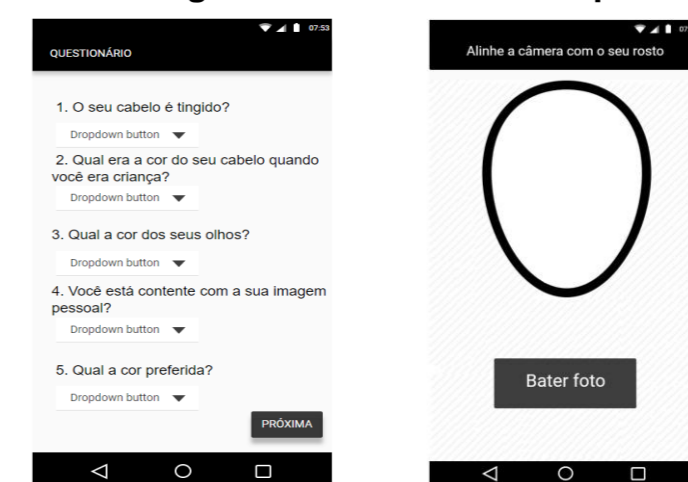 07:53
QUESTIONÁRIO
1. O seu cabelo é tingido?
Dropdown button
2. Qual era a cor do seu cabelo quando
você era criança?
Dropdown button
3. Qual a cor dos seus olhos?
Dropdown button
4. Você está contente com a sua imagem
pessoal?
Dropdown button
5. Qual a cor preferida?
Dropdown button
PRÓXIMA
07
Alinhe a câmera com o seu rosto
Bater foto